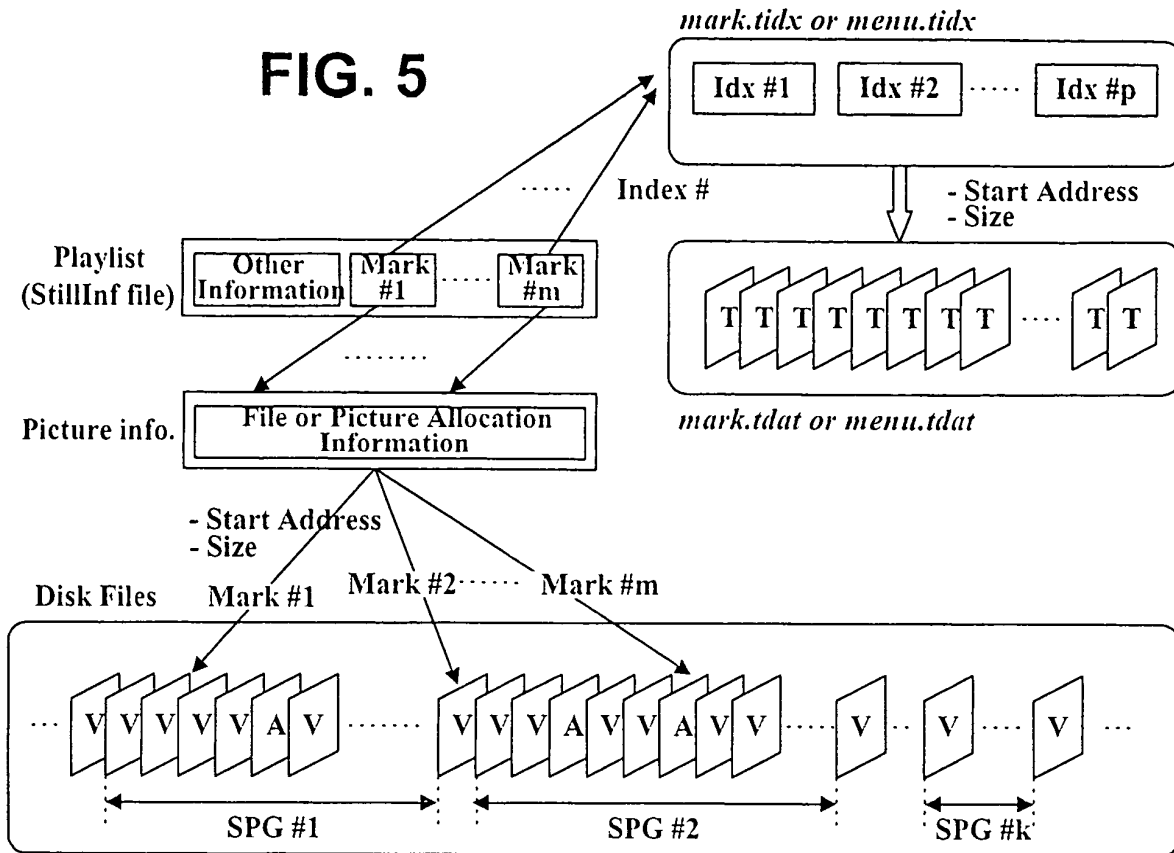 FIG. 5
mark.tidx or menu.tidx
Idx #1 Idx #2 ····· Idx #p
- Start Address
- Size
····· Index #
Playlist
(StillInf file)
Other
Information
Mark
#1
·····
Mark
#m
T T T T T T T T ···· T T
mark.tdat or menu.tdat
········
Picture info.
File or Picture Allocation
Information
- Start Address
- Size
Disk Files
Mark #1 Mark #2 ······ Mark #m
··· V V V V V A V ········ V V V A V V A V V ····· V ·· V ···· V ···
SPG #1 SPG #2 SPG #k